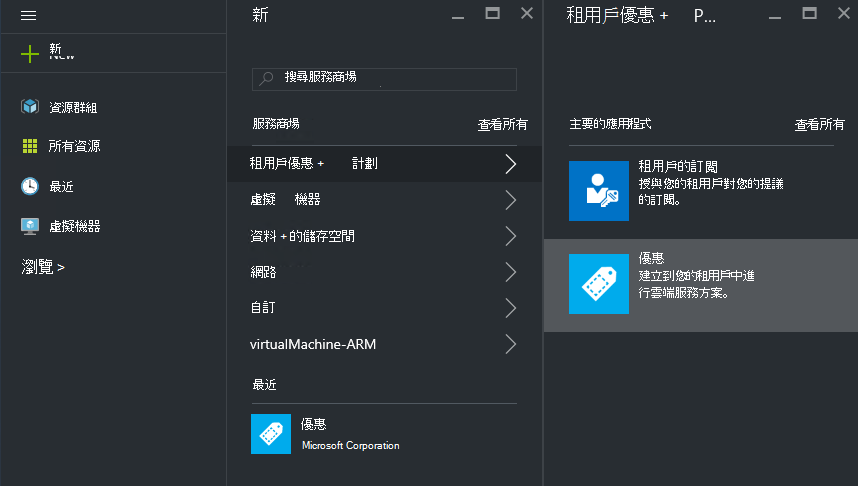 新
New
資源群組
所有資源
最近
虛擬機器
瀏覽 >
新
搜尋服務商場
服務商場 查看所有
租用戶優惠 + 計劃
虛擬 機器
資料 + 的儲存空間
網路
自訂
virtualMachine-ARM
最近
優惠
Microsoft Corporation
租用戶優惠 + P...
主要的應用程式 查看所有
租用戶的訂閱
授與您的租用戶對您的提議
的訂閱。
優惠
建立到您的租用戶中進
行雲端服務方案。